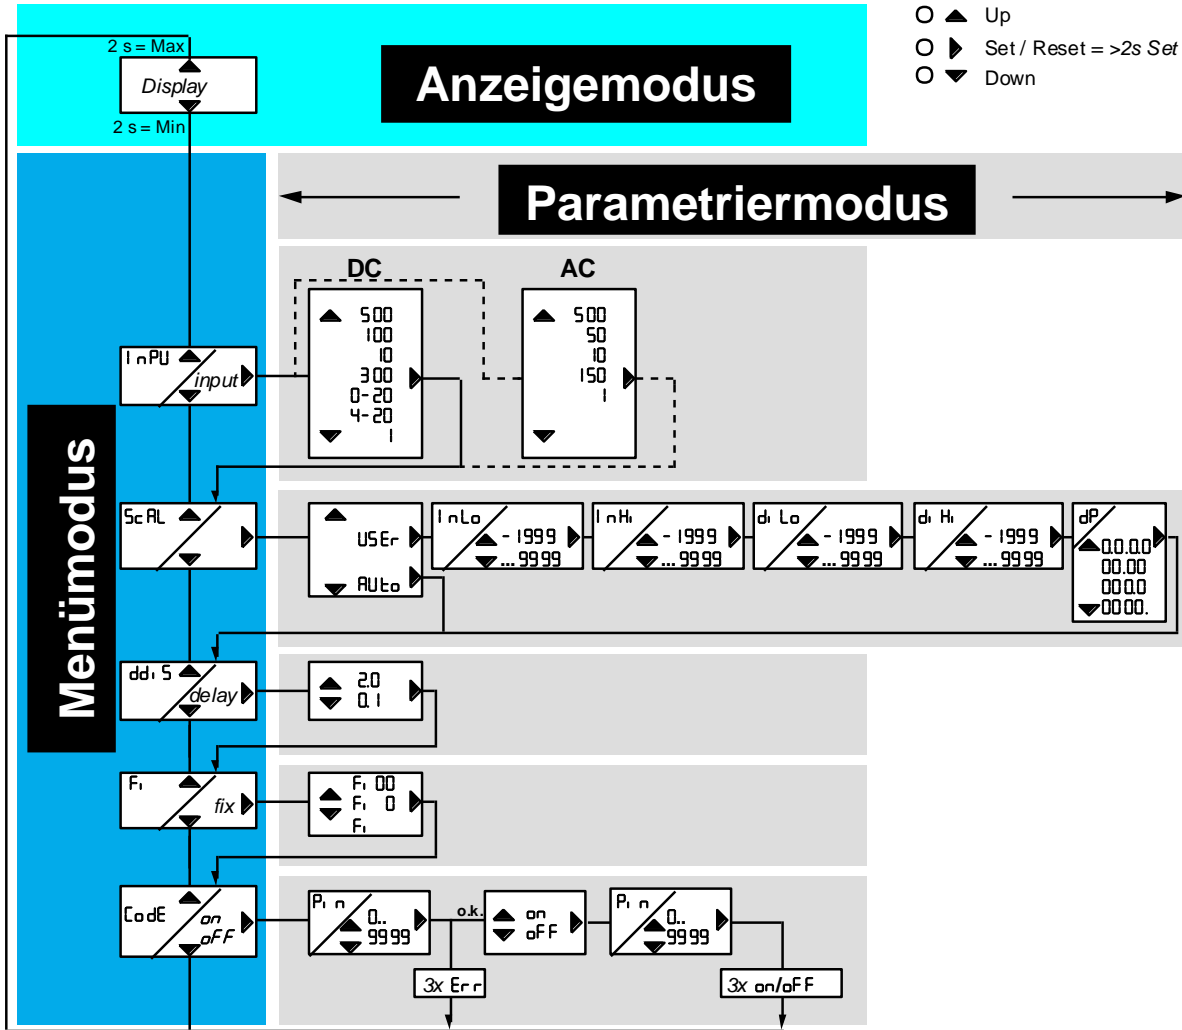 2 s = Max
Display
2 s = Min
Anzeigemodus
Up
Set / Reset = >2s Set
Down
Parametriermodus
Menümodus
DC
AC
InPU
input
500
100
10
300
0-20
4-20
1
500
50
10
150
1
ScAL
USEr
AUto
InLo
-1999
...9999
InHi
-1999
...9999
di Lo
-1999
...9999
di Hi
-1999
...9999
dP
0.0.0.0
00.00
000.0
0000.
ddiS
delay
2.0
0.1
Fi
fix
Fi 00
Fi 0
Fi
CodE
on
oFF
Pin
0..
9999
o.k.
on
oFF
Pin
0..
9999
3x Err
3x on/oFF